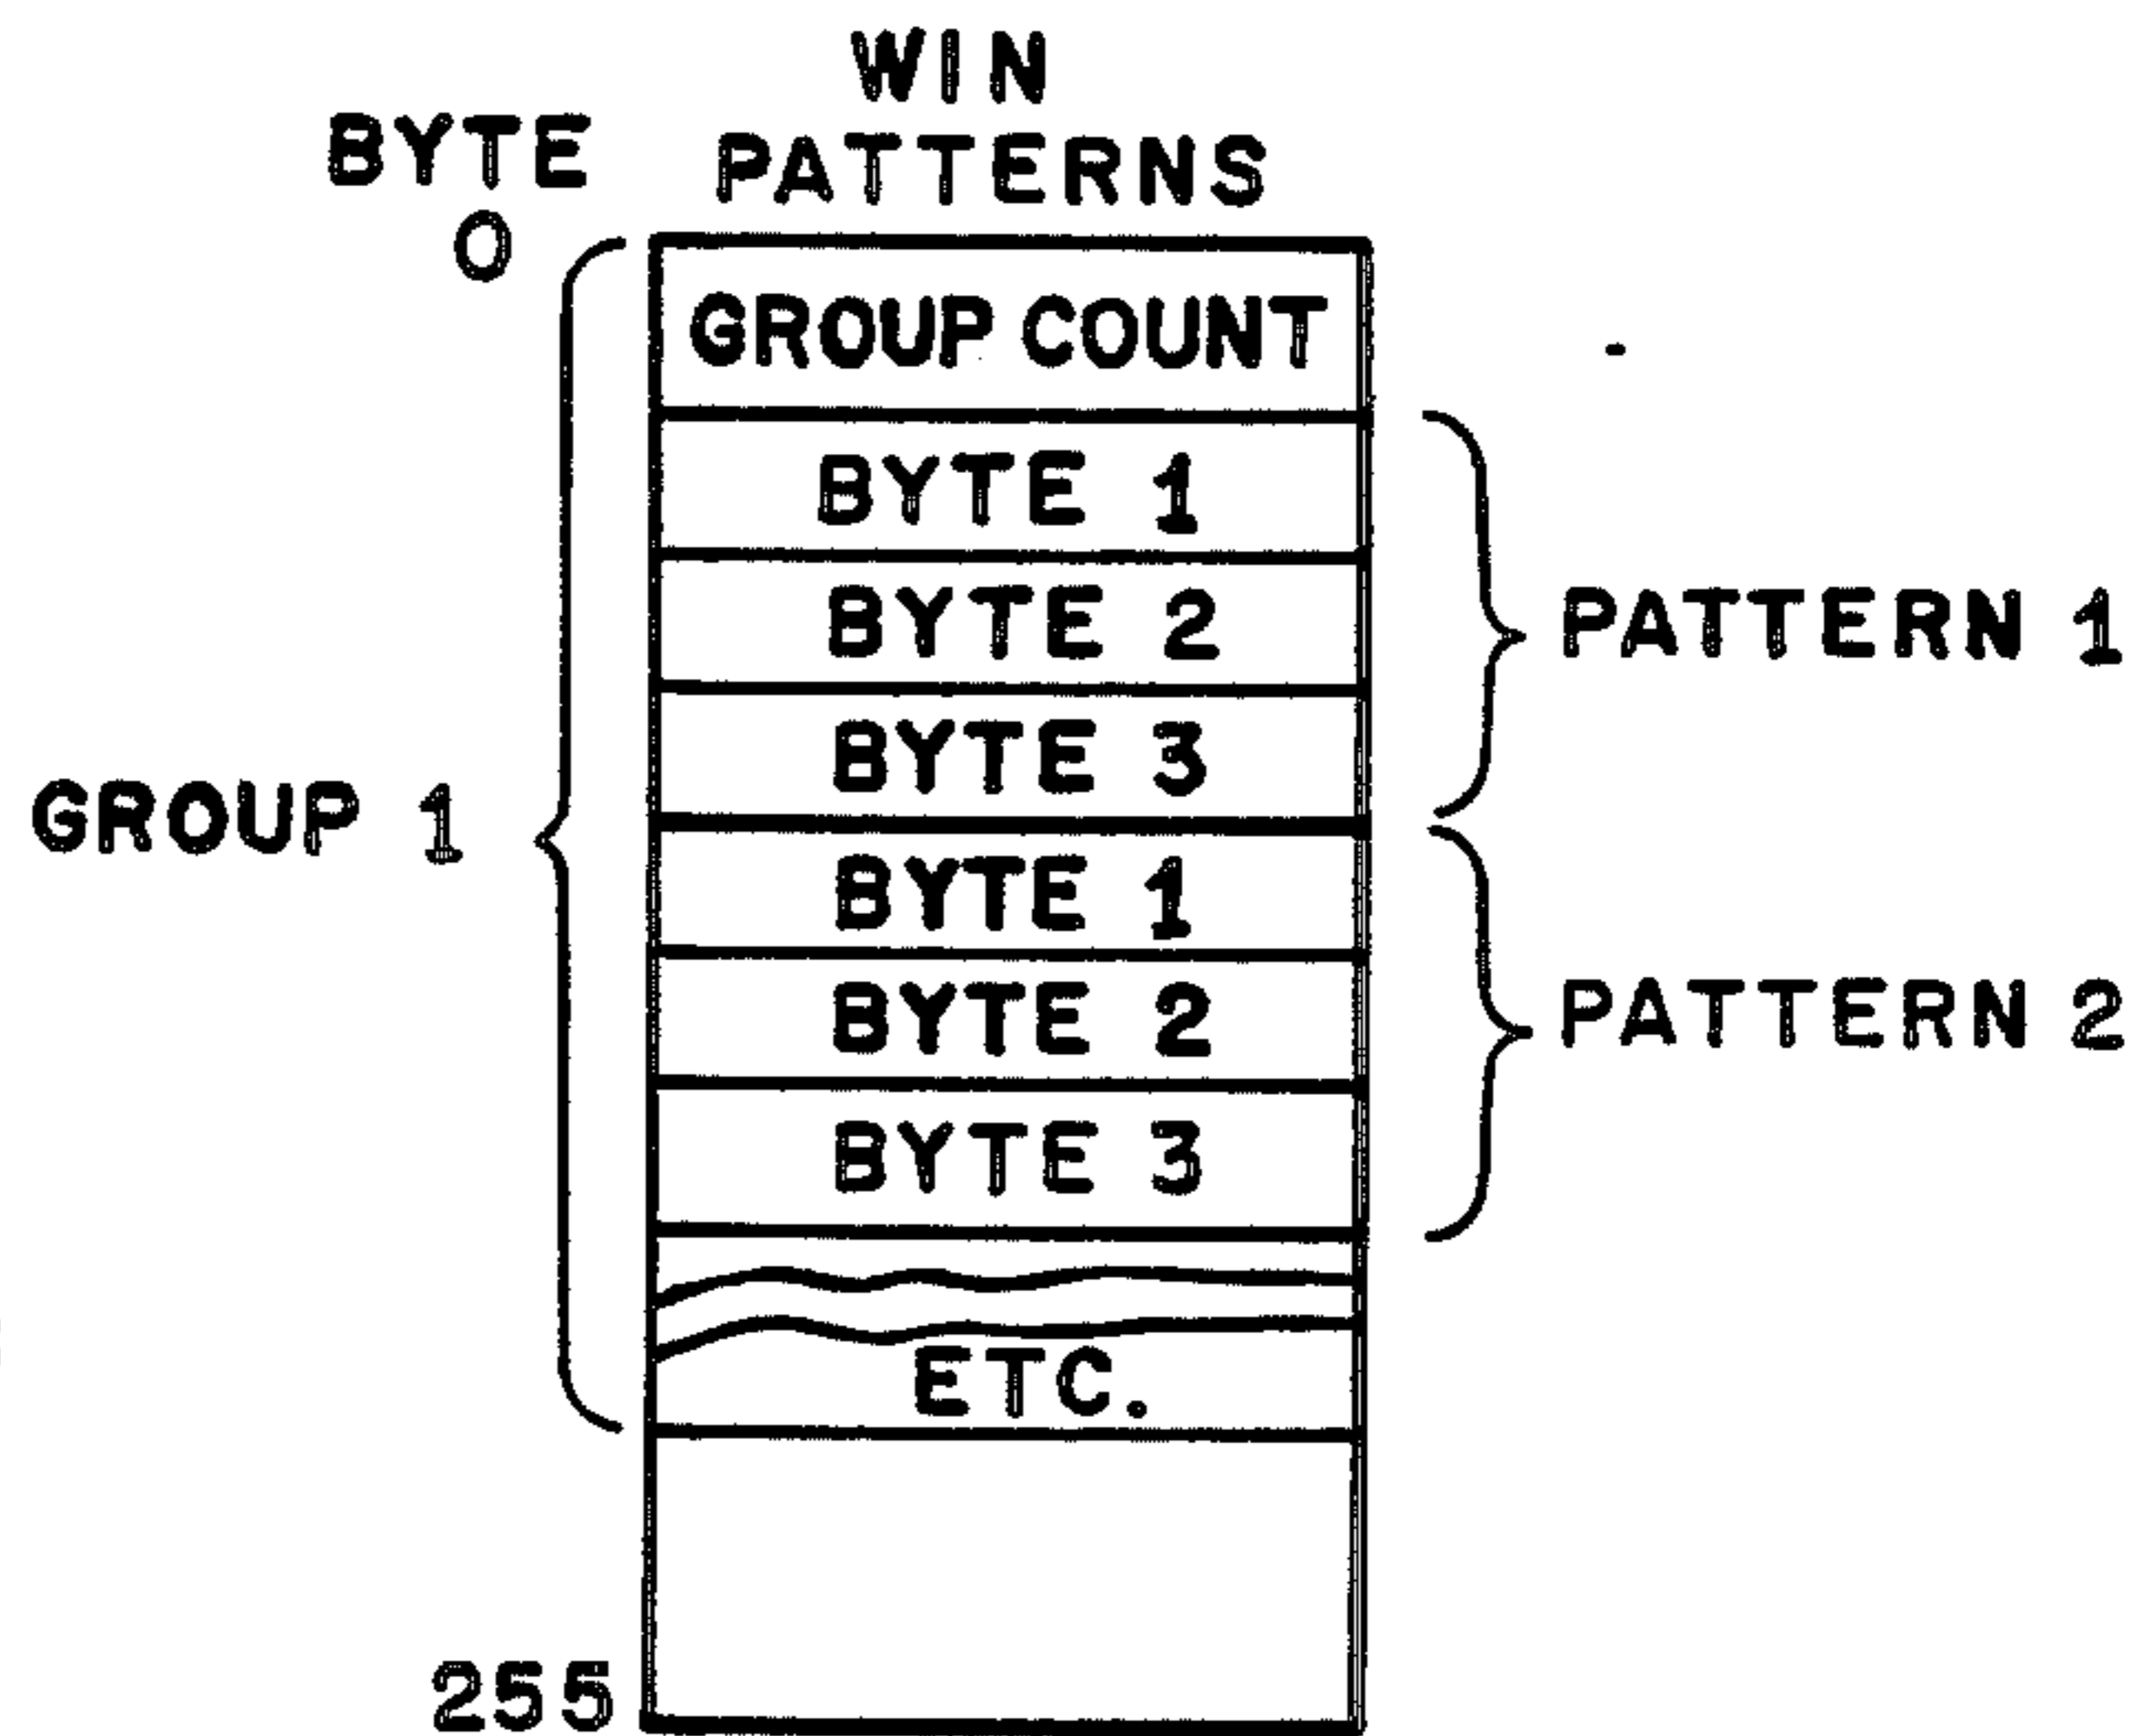 WIN
BYTE PATTERNS
0
GROUP COUNT
BYTE 1
BYTE 2
PATTERN 1
BYTE 3
GROUP 1
BYTE 1
BYTE 2
PATTERN 2
BYTE 3
ETC.
255